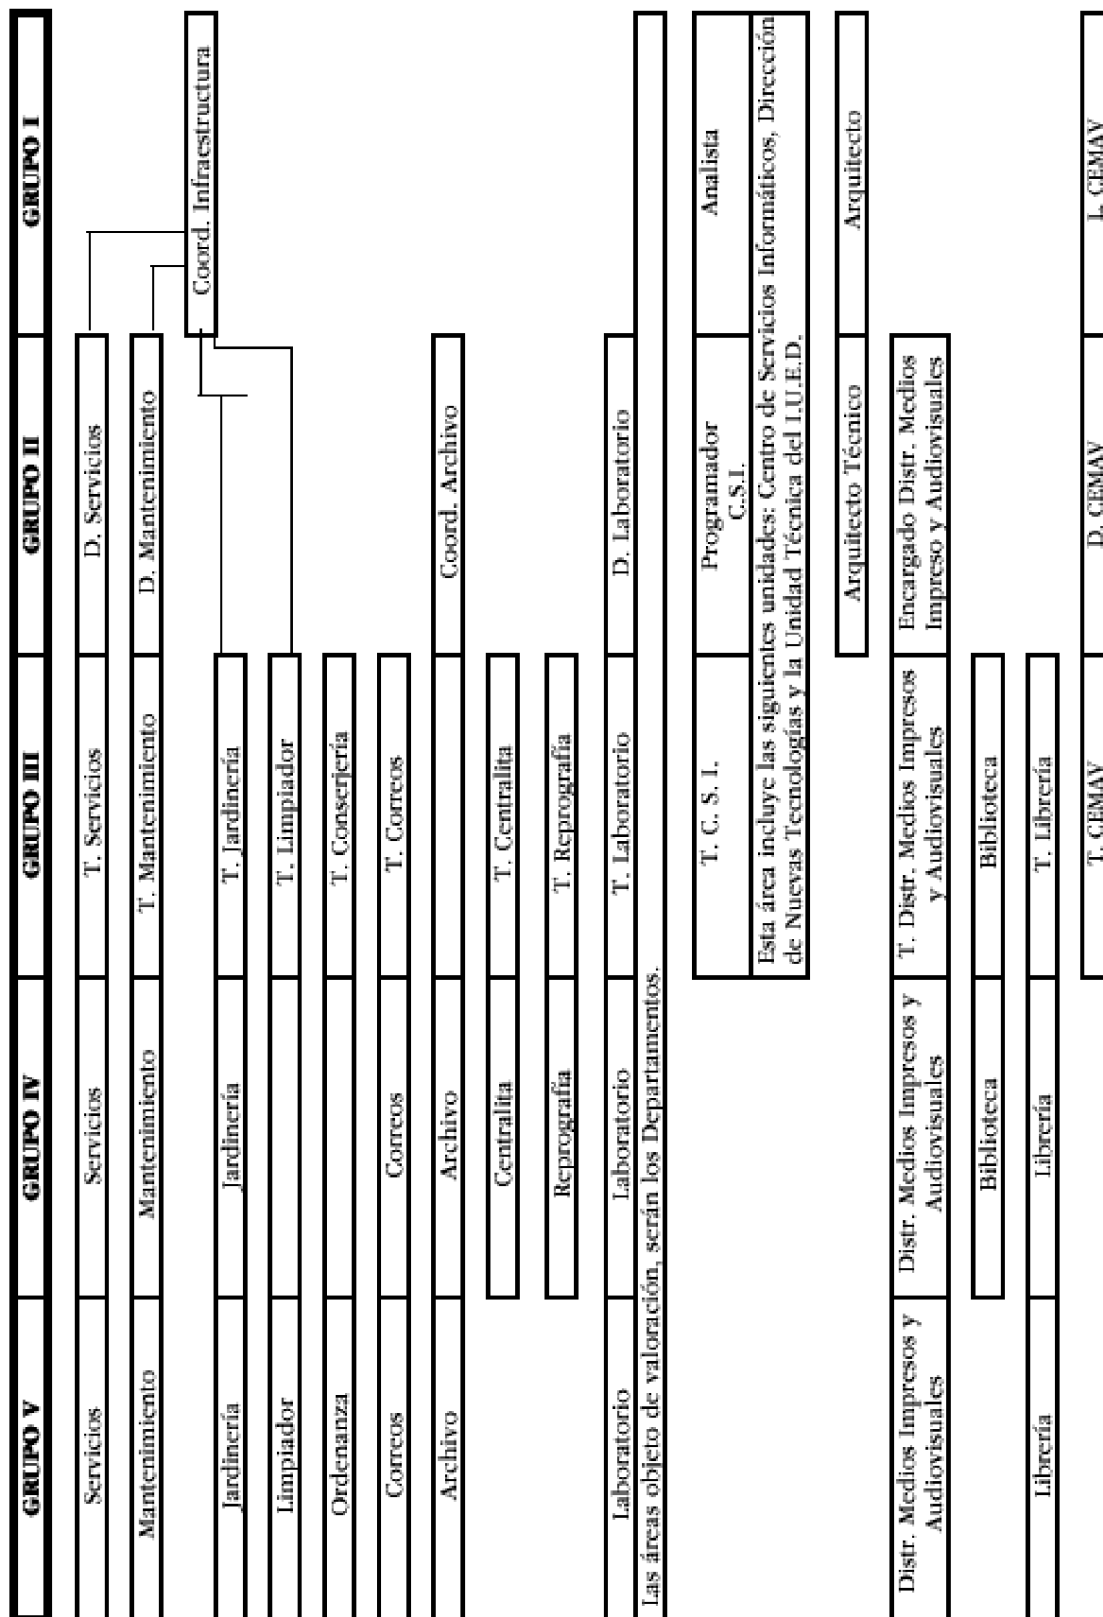 GRUPO V GRUPO IV GRUPO III GRUPO II GRUPO I
Servicios Servicios T. Servicios D. Servicios
Mantenimiento Mantenimiento T. Mantenimiento D. Mantenimiento
Coord. Infraestructura
Jardinería Jardinería T. Jardinería
Limpiador T. Limpiador
Ordenanza T. Conserjería
Correos Correos T. Correos
Archivo Archivo Coord. Archivo
Centralita T. Centralita
Reprografía T. Reprografía
Laboratorio Laboratorio T. Laboratorio D. Laboratorio
Las áreas objeto de valoración, serán los Departamentos.
T. C. S. I. Programador Analista
C.S.I.
Esta área incluye las siguientes unidades: Centro de Servicios Informáticos, Dirección
de Nuevas Tecnologías y la Unidad Técnica del I.U.E.D.
Arquitecto Técnico Arquitecto
Distr. Medios Impresos y Distr. Medios Impresos y T. Distr. Medios Impresos Encargado Distr. Medios
Audiovisuales Audiovisuales y Audiovisuales Impreso y Audiovisuales
Biblioteca Biblioteca
Librería Librería T. Librería
T. CEMAV D. CEMAV L. CEMAV